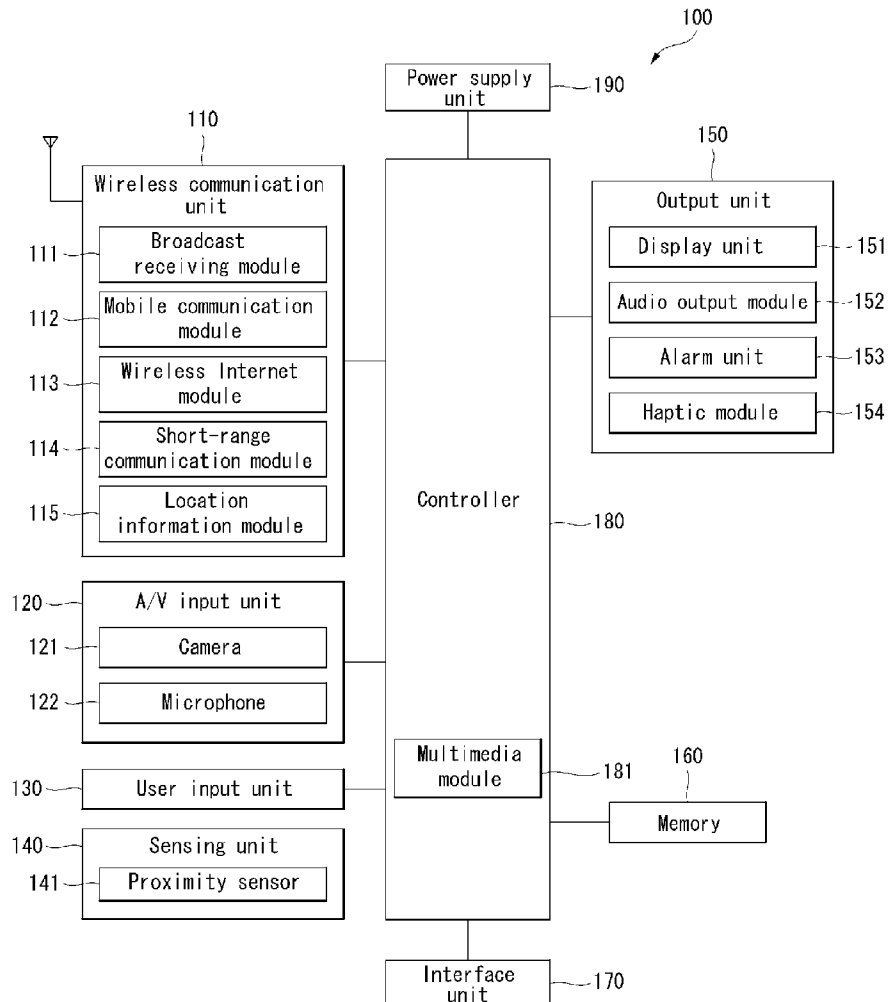 100
Power supply
unit
190
110
Wireless communication
unit
111
Broadcast
receiving module
112
Mobile communication
module
113
Wireless Internet
module
114
Short-range
communication module
115
Location
information module
120
A/V input unit
121
Camera
122
Microphone
130
User input unit
140
Sensing unit
141
Proximity sensor
Controller
180
Multimedia
module
181
150
Output unit
Display unit
151
Audio output module
152
Alarm unit
153
Haptic module
154
160
Memory
Interface
unit
170